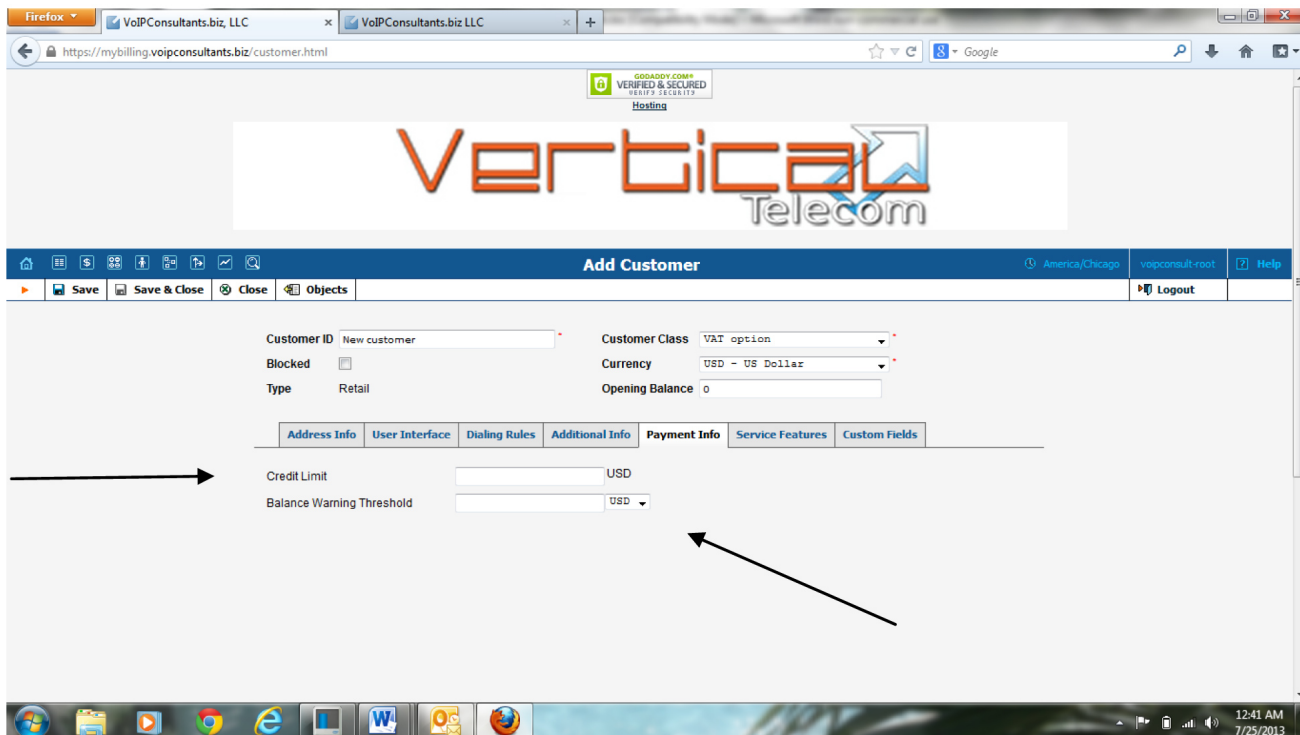 Firefox
VoIPConsultants.biz, LLC
VoIPConsultants.biz LLC
https://mybilling.voipconsultants.biz/customer.html
Google
GODADDY.COM®
VERIFIED & SECURED
VERIFY SECURITY
Hosting
Vertical
Telecom
Add Customer
America/Chicago
voipconsult-root
Help
Save
Save & Close
Close
Objects
Logout
Customer ID New customer * Customer Class VAT option *
Blocked Currency USD - US Dollar *
Type Retail Opening Balance 0
Address Info User Interface Dialing Rules Additional Info Payment Info Service Features Custom Fields
Credit Limit USD
Balance Warning Threshold USD
12:41 AM
7/25/2013